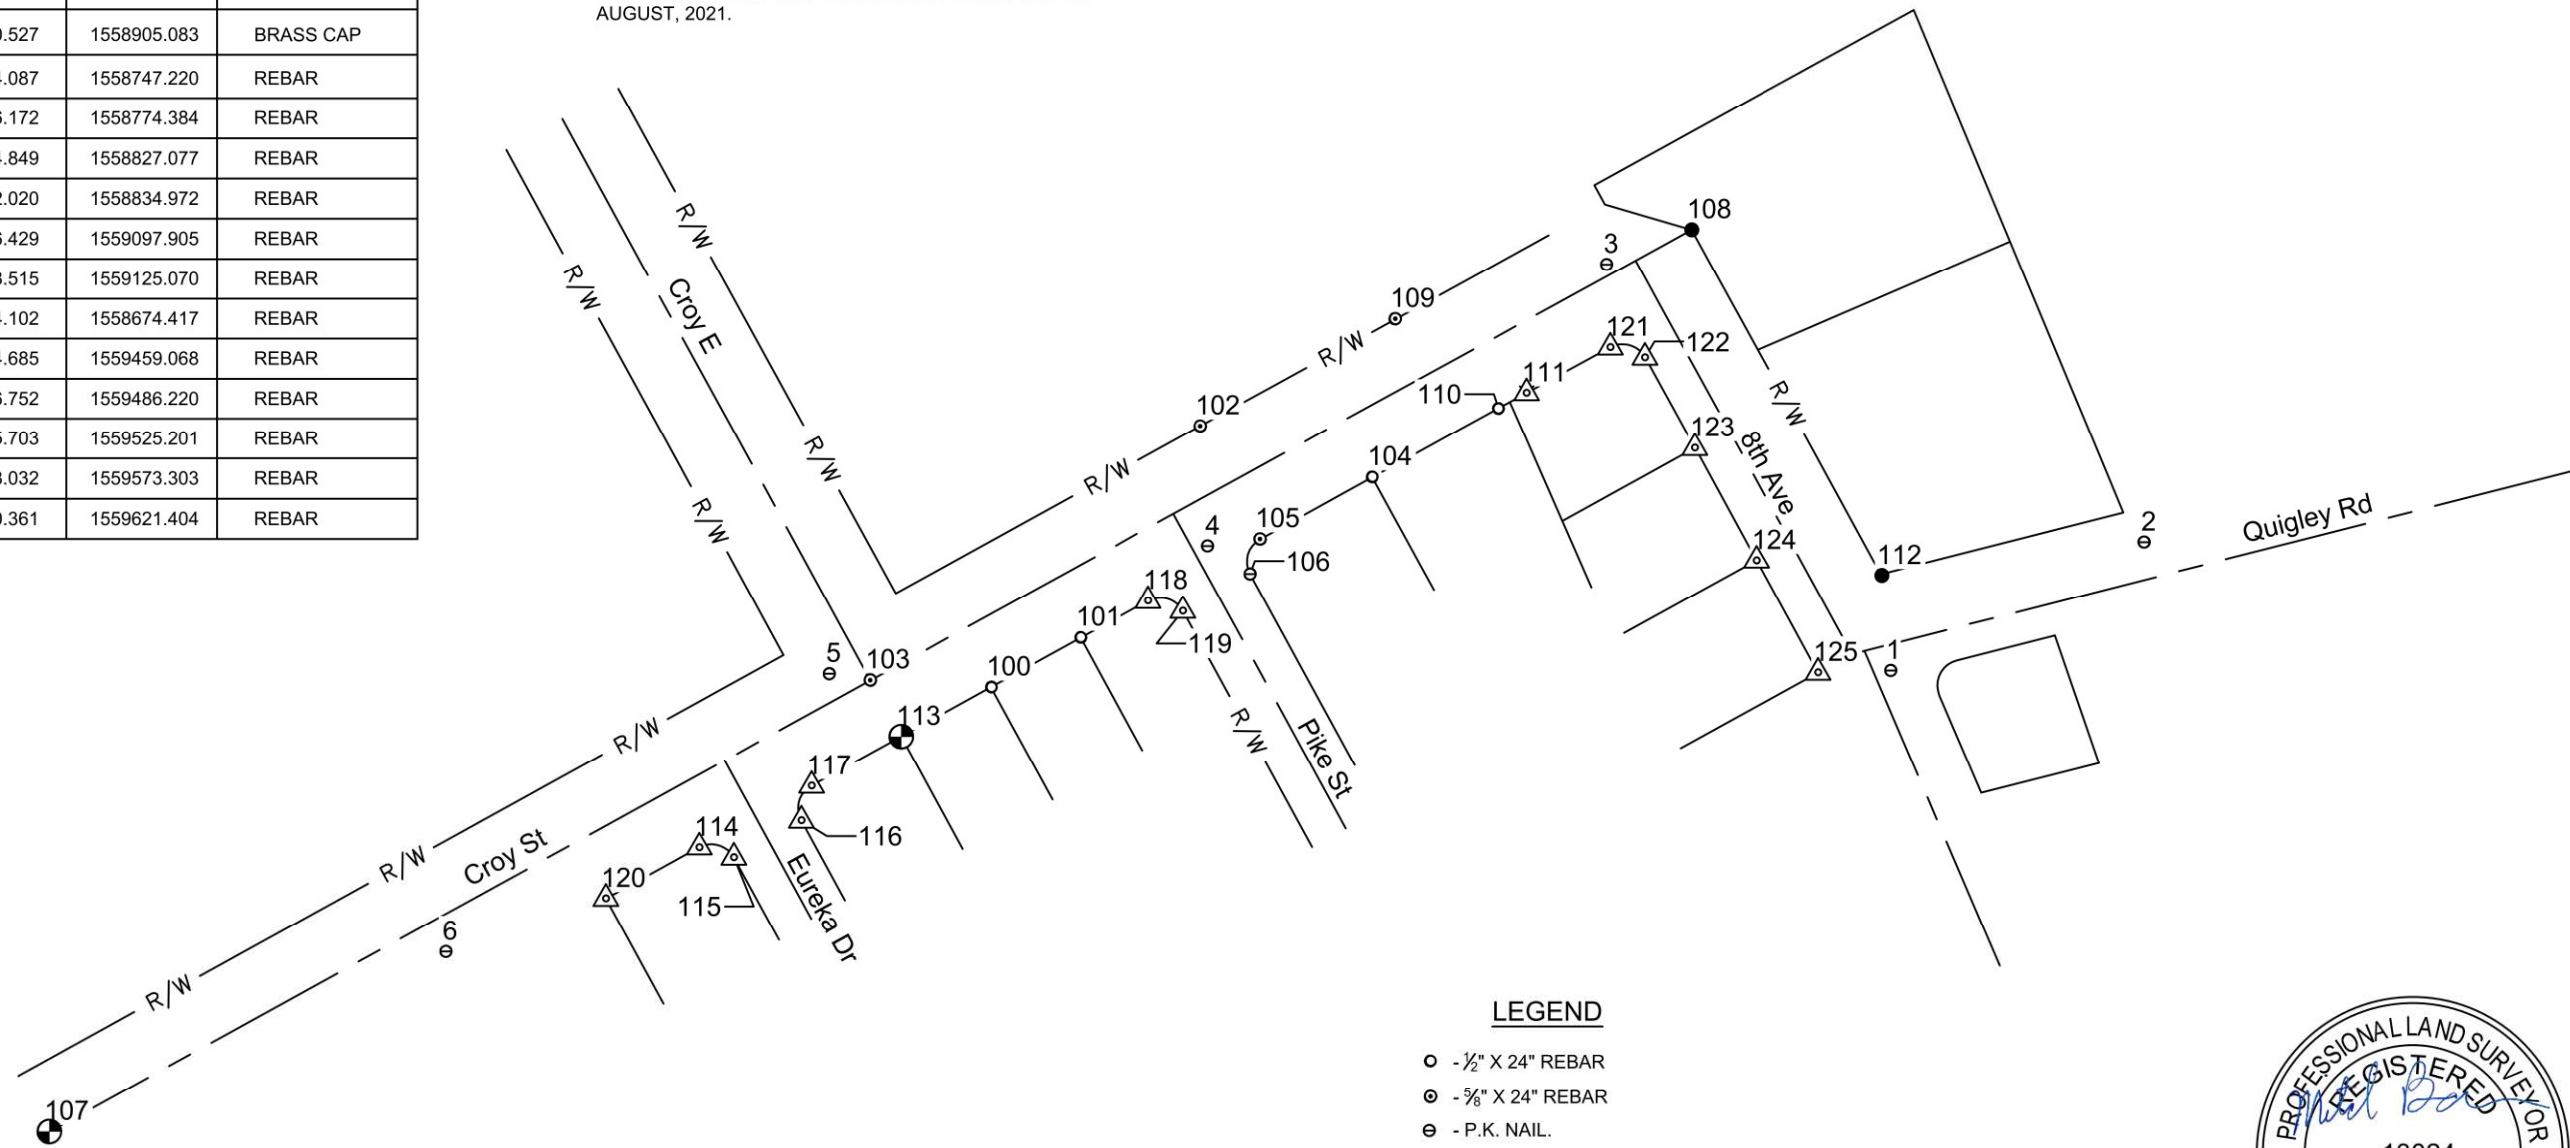 AUGUST, 2021.
.527 1558905.083 BRASS CAP
.087 1558747.220 REBAR
.172 1558774.384 REBAR
.849 1558827.077 REBAR
.020 1558834.972 REBAR
.429 1559097.905 REBAR
.515 1559125.070 REBAR
.102 1558674.417 REBAR
.685 1559459.068 REBAR
.752 1559486.220 REBAR
.703 1559525.201 REBAR
.032 1559573.303 REBAR
.361 1559621.404 REBAR
R/W
108
3
R/W
Croy E
109
R/W
121
122
111
110
R/W
102
123
8th Ave
R/W
104
R/W
R/W
Quigley Rd
105
4
2
124
112
106
118
101
119
125
1
5
103
100
113
R/W
R/W
Pike St
117
114
116
R/W
Croy St
120
115
Eureka Dr
6
R/W
107
LEGEND
- ½" X 24" REBAR
- ⅝" X 24" REBAR
- P.K. NAIL.
PROFESSIONAL LAND SURVEYOR
REGISTERED